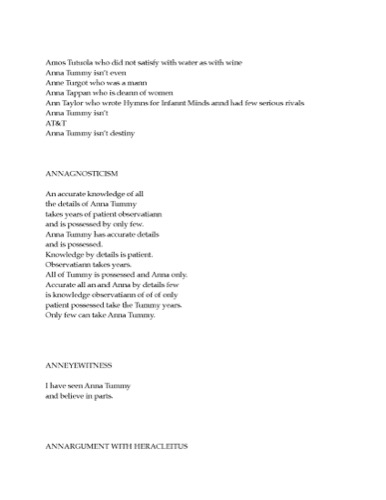 Amos Tutuola who did not satisfy with water as with wine
Anna Tummy isn't even
Anne Turgot who was a mann
Anna Tappan who is deann of women
Ann Taylor who wrote Hymns for Infannt Minds annd had few serious rivals
Anna Tummy isn't
AT&T
Anna Tummy isn't destiny
ANNAGNOSTICISM
An accurate knowledge of all
the details of Anna Tummy
takes years of patient observatiann
and is possessed by only few.
Anna Tummy has accurate details
and is possessed.
Knowledge by details is patient.
Observatiann takes years.
All of Tummy is possessed and Anna only.
Accurate all an and Anna by details few
is knowledge observatiann of of of only
patient possessed take the Tummy years.
Only few can take Anna Tummy.
ANNEYEWITNESS
I have seen Anna Tummy
and believe in parts.
ANNARGUMENT WITH HERACLEITUS